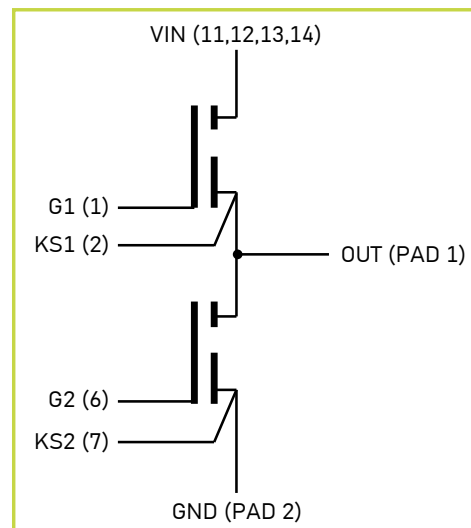 VIN (11,12,13,14)
G1 (1)
KS1 (2)
OUT (PAD 1)
G2 (6)
KS2 (7)
GND (PAD 2)